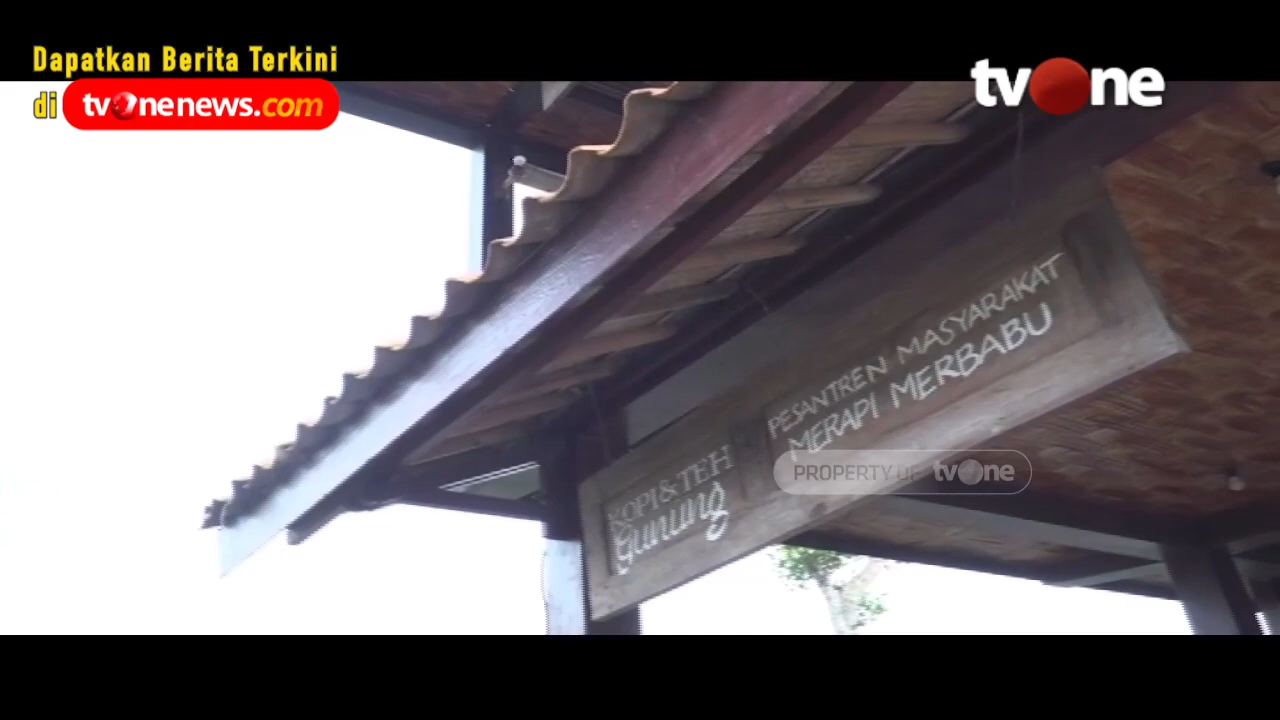 Dapatkan Berita Terkini
di tvonenews.com
tvone
PESANTREN MASYARAKAT
MERAPI MERBABU
KOPI & TEH
Gunung
PROPERTY OF tvone